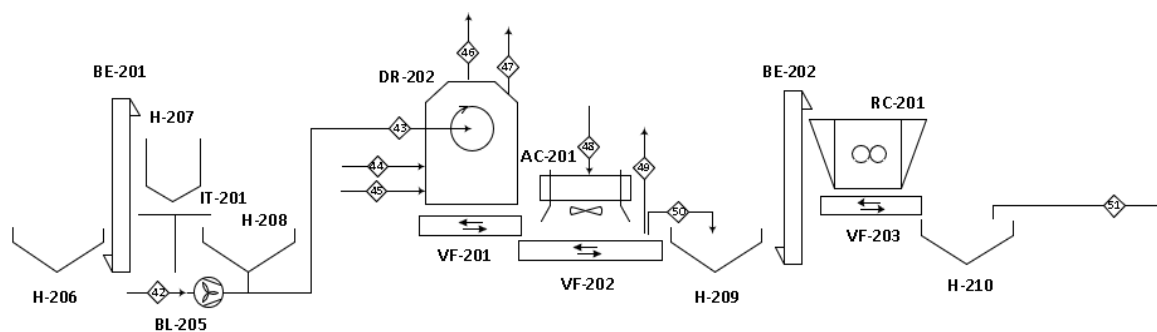 46
47
BE-201
DR-202
BE-202
H-207
RC-201
43
48
49
44
AC-201
45
IT-201
H-208
50
51
VF-203
VF-201
H-206
VF-202
H-209
H-210
42
BL-205